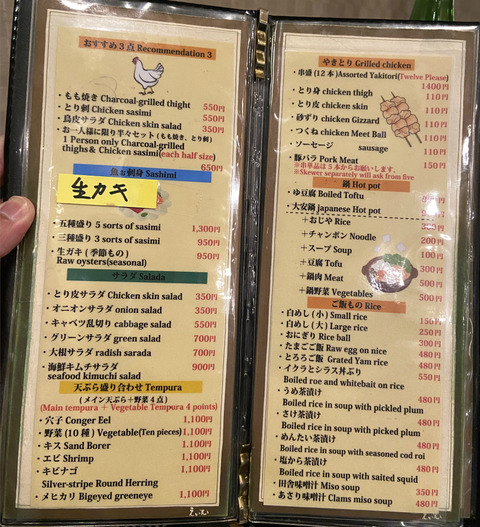 おすすめ3点 Recommendation 3
・もも焼き Charcoal-grilled thight 550円
・とり刺 Chicken sasimi 550円
・鳥皮サラダ Chicken skin salad 350円
・お一人様に限り半々セット(もも焼き、とり刺)
1 Person only Charcoal-grilled
thighs& Chicken sasimi(each half size)
650円
魚お刺身 Sashimi
生カキ
・五種盛り 5 sorts of sasimi 1,300円
・三種盛り 3 sorts of sasimi 950円
・生ガキ(季節もの) 950円
Raw oysters(seasonal)
サラダ Salada
・とり皮サラダ Chicken skin salad 350円
・オニオンサラダ onion salad 350円
・キャベツ乱切り cabbage salad 550円
・グリーンサラダ green salad 700円
・大根サラダ radish sarada 700円
・海鮮キムチサラダ 900円
seafood kimuchi salad
天ぷら盛り合わせ Tempura
(メイン天ぷら+野菜4点)
(Main tempura + Vegetable Tempura 4 points)
・穴子 Conger Eel 1,100円
・野菜(10種)Vegetable(Ten pieces) 1,100円
・キス Sand Borer 1,100円
・エビ Shrimp 1,100円
・キビナゴ 1,100円
Silver-stripe Round Herring
・メヒカリ Bigeyed greeneye 1,100円
やきとり Grilled chicken
・串盛(12本)Assorted Yakitori(Twelve Please)
1400円
・とり身 chicken thigh 110円
・とり皮 chicken skin 110円
・砂ずり chicken Gizzard 110円
・つくね chicken Meet Ball 110円
・ソーセージ sausage 110円
・豚バラ Pork Meat 150円
※串単品は5本からお願いします。
※Skewer separately will ask from five
鍋 Hot pot
・ゆ豆腐 Boiled Toftu
・大安鍋 japanese Hot pot
+おじや Rice 300円
+チャンポン Noodle 200円
+スープ Soup 100円
+豆腐 Tofu 300円
+鍋肉 Meat 500円
+鍋野菜 Vegetables 500円
ご飯もの Rice
・白めし(小)Small rice 150円
・白めし(大)Large rice 250円
・おにぎり Rice ball 300円
・たまごご飯 Raw egg on nice 300円
・とろろご飯 Grated Yam rice 480円
・イクラとシラス丼ぶり 550円
Boiled roe and whitebait on rice
・うめ茶漬け 480円
Boiled rice in soup with pickled plum
・さけ茶漬け 480円
Boiled rice in soup with picked plum
・めんたい茶漬け 480円
Boiled rice in soup with seasoned cod roi
・塩から茶漬け 480円
Boiled rice in soup with saited squid
・田舎味噌汁 Miso soup 350円
・あさり味噌汁 Clams miso soup 480円